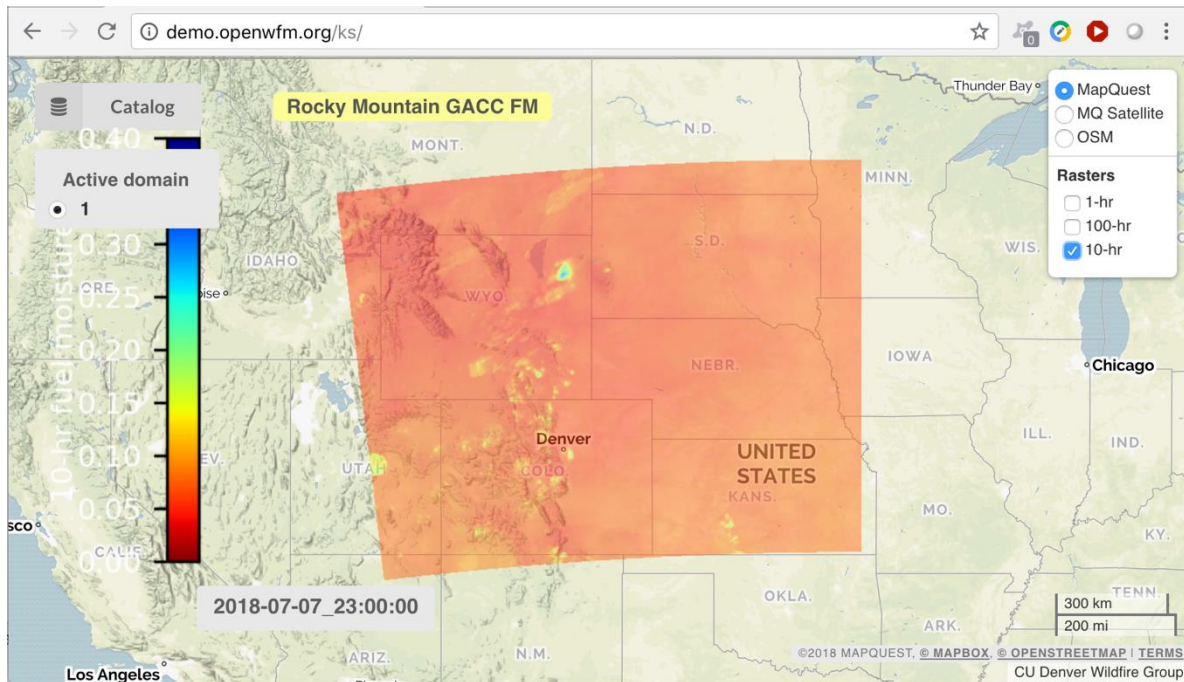 demo.openwfm.org/ks/
0
Catalog
Rocky Mountain GACC FM
Thunder Bay
MapQuest
MQ Satellite
OSM
Rasters
1-hr
100-hr
10-hr
Active domain
1
0.40
0.30
0.25
0.20
0.15
0.10
0.05
0.00
10-hr fuel moisture
MONT.
N.D.
MINN.
IDAHO
ORE.
S.D.
WIS.
WYO.
IOWA
NEBR.
Chicago
ILL.
IND.
Denver
UTAH
COLO
UNITED
STATES
KANS.
MO.
KY.
CALIF.
2018-07-07_23:00:00
OKLA.
TENN.
ARK.
300 km
200 mi
ARIZ.
N.M.
Los Angeles
©2018 MAPQUEST, © MAPBOX, © OPENSTREETMAP | TERMS
CU Denver Wildfire Group